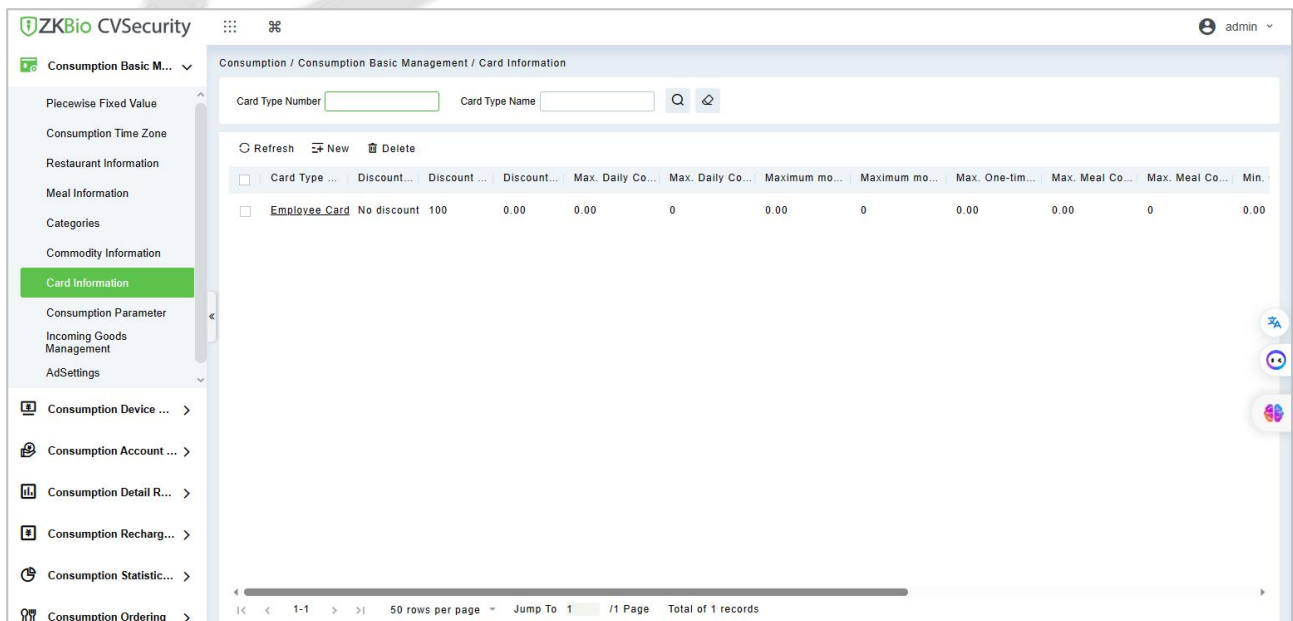 ZKBio CVSecurity
admin
Consumption Basic M...
Piecewise Fixed Value
Consumption Time Zone
Restaurant Information
Meal Information
Categories
Commodity Information
Card Information
Consumption Parameter
Incoming Goods
Management
AdSettings
Consumption Device ...
Consumption Account ...
Consumption Detail R...
Consumption Recharg...
Consumption Statistic...
Consumption Ordering
Consumption / Consumption Basic Management / Card Information
Card Type Number Card Type Name
Refresh New Delete
Card Type ... Discount... Discount ... Discount... Max. Daily Co... Max. Daily Co... Maximum mo... Maximum mo... Max. One-tim... Max. Meal Co... Max. Meal Co... Min.
Employee Card No discount 100 0.00 0.00 0 0.00 0 0.00 0.00 0 0.00
1-1 50 rows per page Jump To 1 /1 Page Total of 1 records